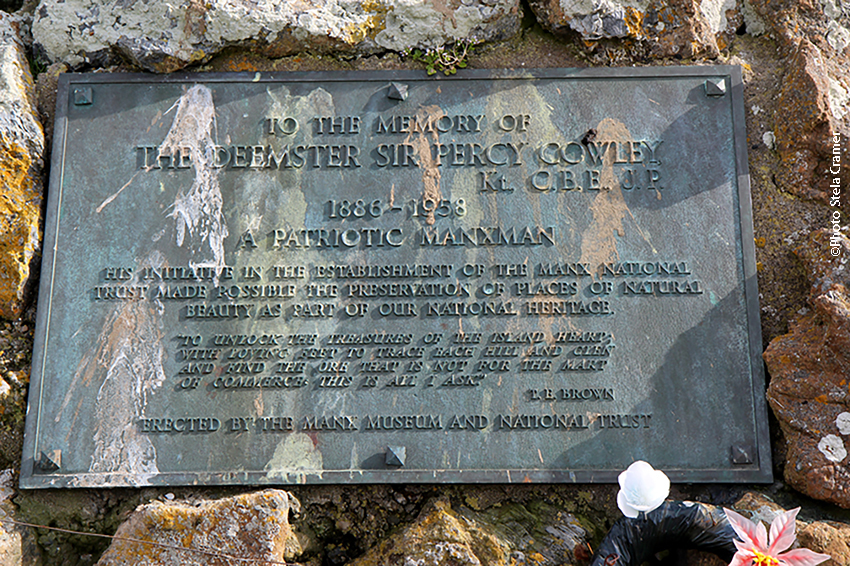 TO THE MEMORY OF
THE DEEMSTER SIR PERCY COWLEY
Kt. C.B.E. J.P.
1886 – 1958
A PATRIOTIC MANXMAN
HIS INITIATIVE IN THE ESTABLISHMENT OF THE MANX NATIONAL
TRUST MADE POSSIBLE THE PRESERVATION OF PLACES OF NATURAL
BEAUTY AS PART OF OUR NATIONAL HERITAGE.
"TO UNLOCK THE TREASURES OF THE ISLAND HEART;
WITH LOVING FEET TO TRACE EACH HILL AND GLEN
AND FIND THE ORE THAT IS NOT FOR THE MART
OF COMMERCE: THIS IS ALL I ASK"
T. E. BROWN
ERECTED BY THE MANX MUSEUM AND NATIONAL TRUST
©Photo Stela Cramer